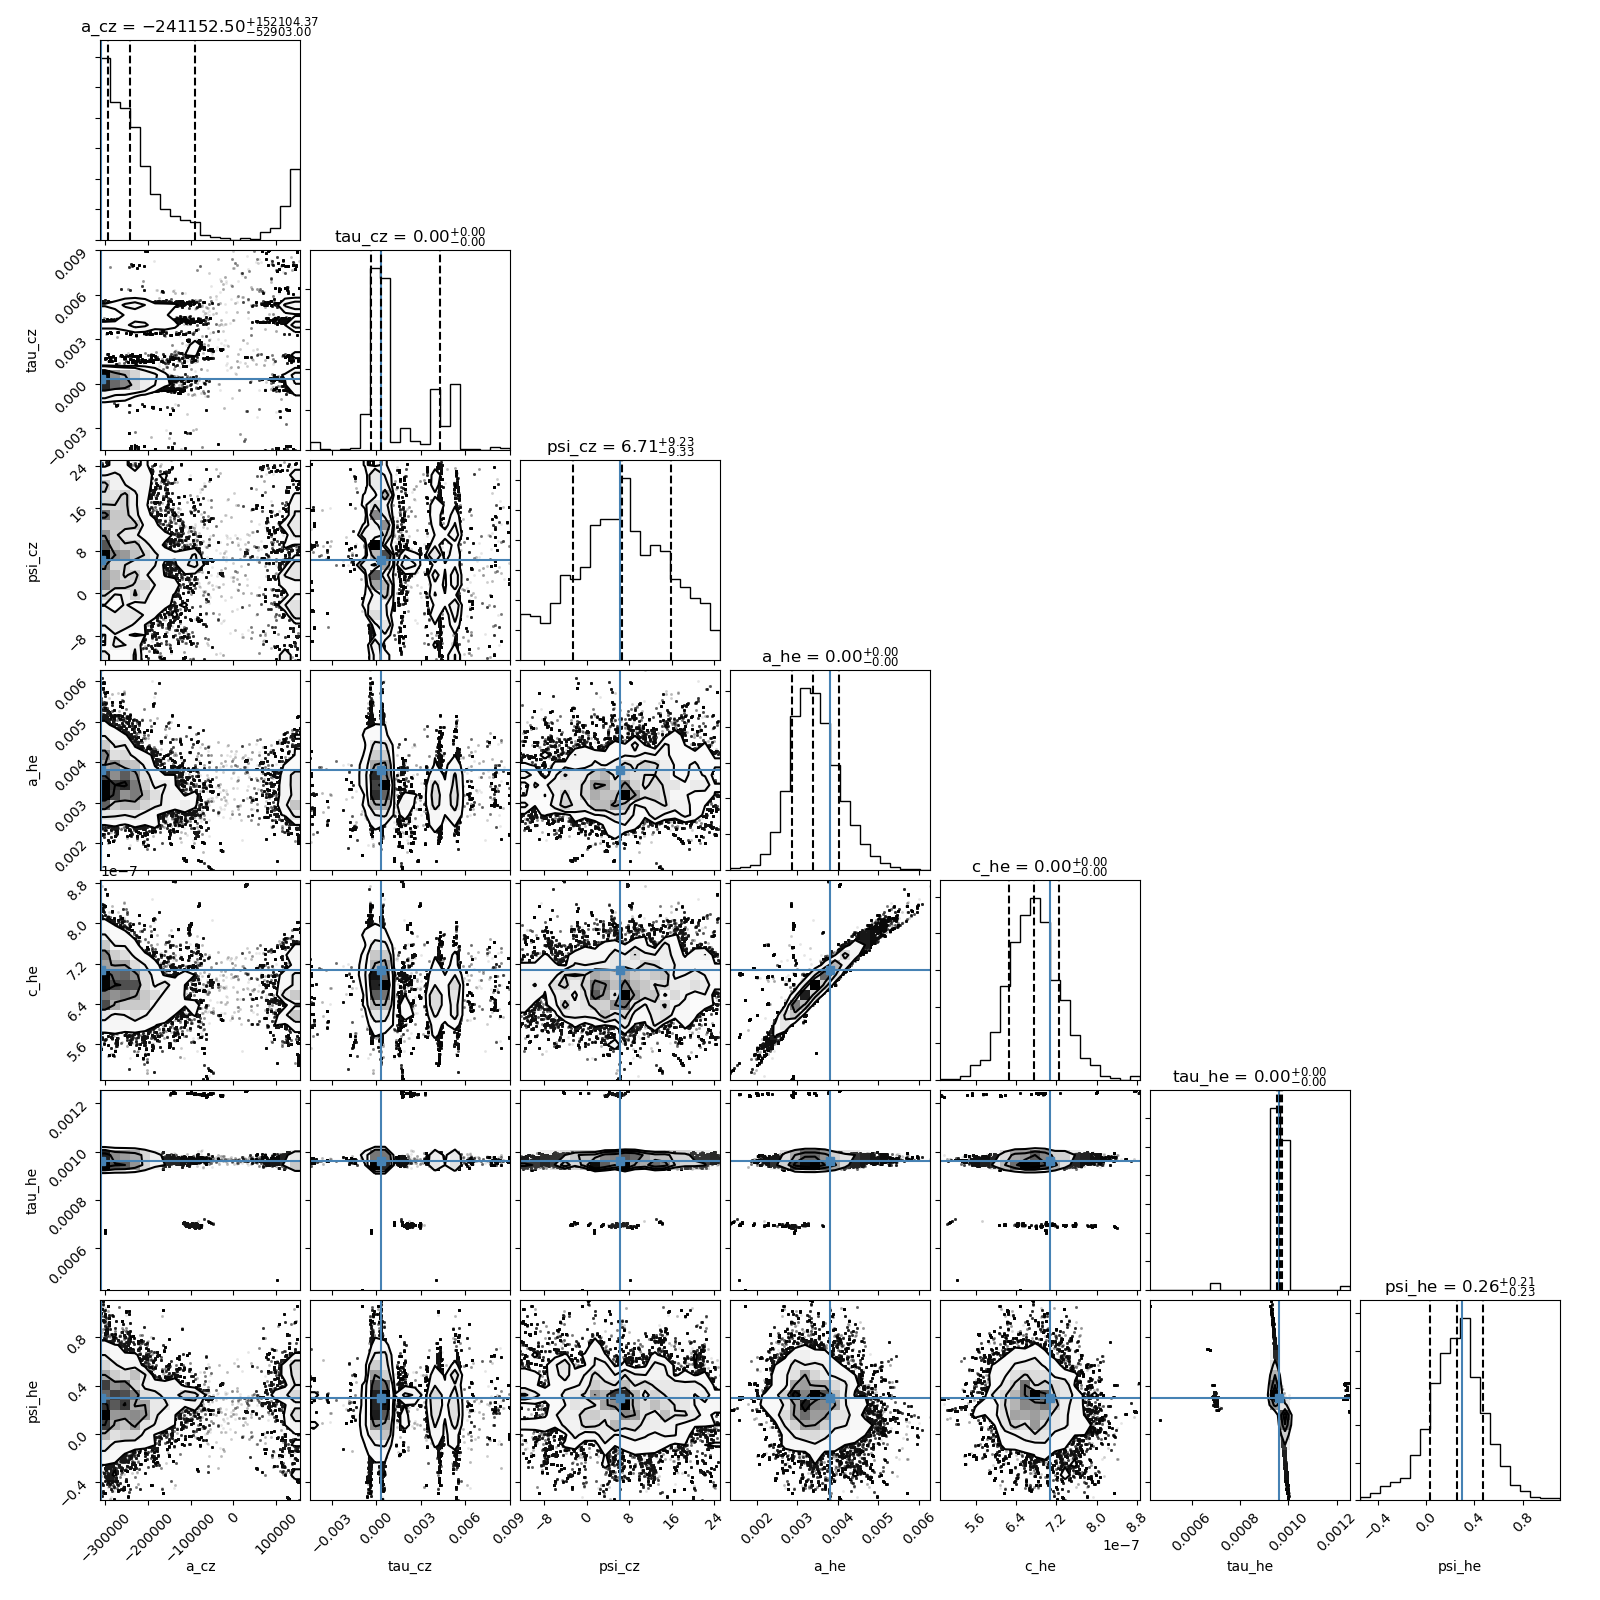 a_cz = −241152.50+152104.37 −52903.00
tau_cz = 0.00+0.00 −0.00
0.009
0.006
0.003
0.000
−0.003
tau_cz
psi_cz = 6.71+9.23 −9.33
24
16
8
0
−8
psi_cz
a_he = 0.00+0.00 −0.00
0.006
0.005
0.004
0.003
0.002
a_he
c_he = 0.00+0.00 −0.00
1e−7
8.8
8.0
7.2
6.4
5.6
c_he
tau_he = 0.00+0.00 −0.00
0.0012
0.0010
0.0008
0.0006
tau_he
psi_he = 0.26+0.21 −0.23
0.8
0.4
0.0
−0.4
psi_he
−300000 −200000 −100000 0 100000
−0.003 0.000 0.003 0.006 0.009
−8 0 8 16 24
0.002 0.003 0.004 0.005 0.006
5.6 6.4 7.2 8.0 8.8
1e−7
0.0006 0.0008 0.0010 0.0012
−0.4 0.0 0.4 0.8
a_cz tau_cz psi_cz a_he c_he tau_he psi_he